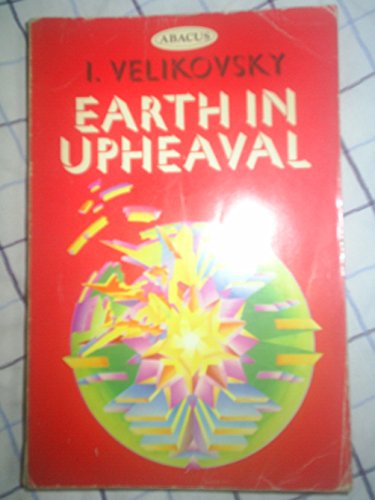 ABACUS
I. VELIKOVSKY
EARTH IN
UPHEAVAL